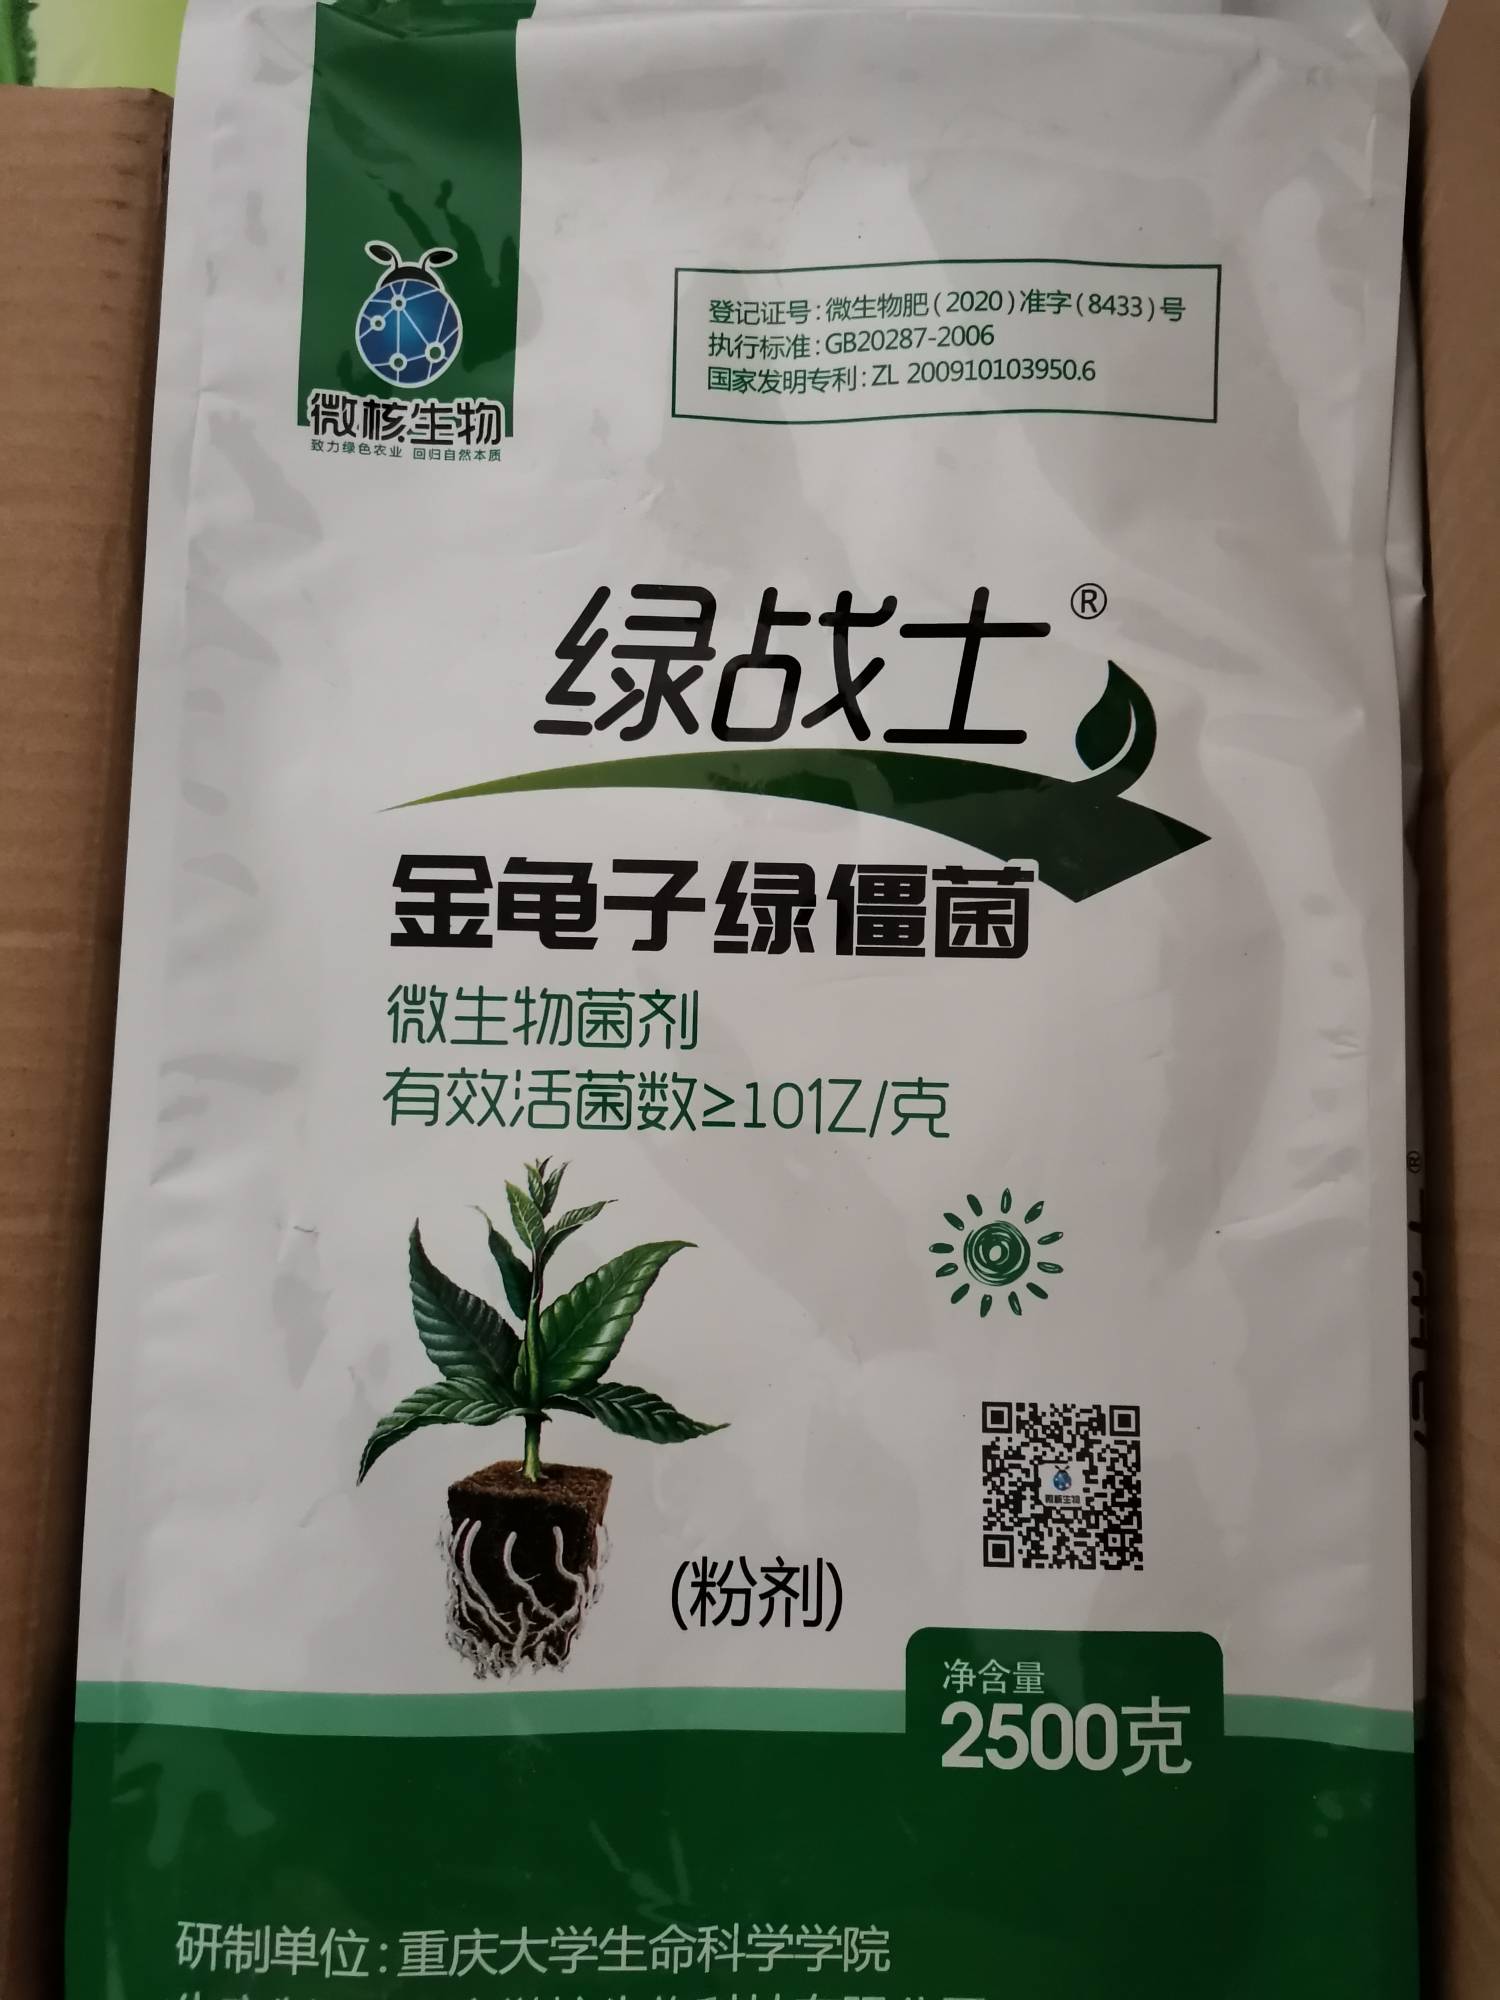 微核生物
致力绿色农业 回归自然本质
登记证号:微生物肥(2020)准字(8433)号
执行标准:GB20287-2006
国家发明专利:ZL 200910103950.6
绿战士®
金龟子绿僵菌
微生物菌剂
有效活菌数≥10亿/克
微核生物
(粉剂)
净含量
2500克
研制单位:重庆大学生命科学学院